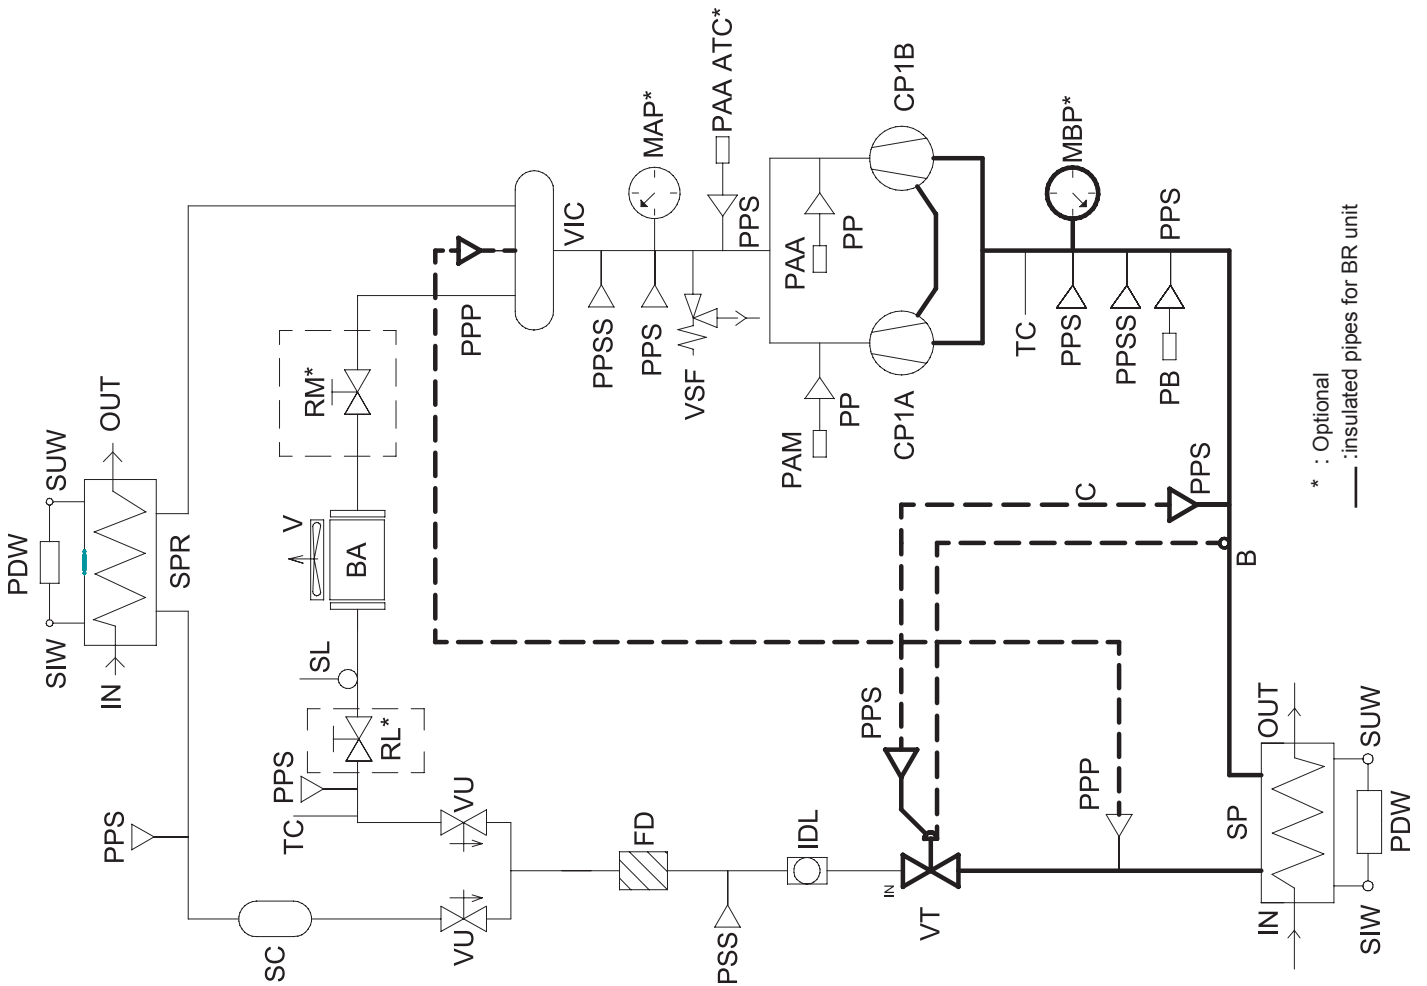 PDW
SIW
SUW
IN
OUT
SPR
PPS
SC
VU
VU
TC
PPS
RL*
SL
BA
V
RM*
PPP
VIC
PPSS
PPS
MAP*
VSF
PPS
PAA ATC*
PAM
PP
PAA
PP
CP1A
CP1B
TC
PPS
MBP*
PPSS
PB
PPS
FD
PSS
IDL
IN
VT
PPS
C
PPS
B
PPP
SP
IN
OUT
SIW
SUW
PDW
* : Optional
:insulated pipes for BR unit